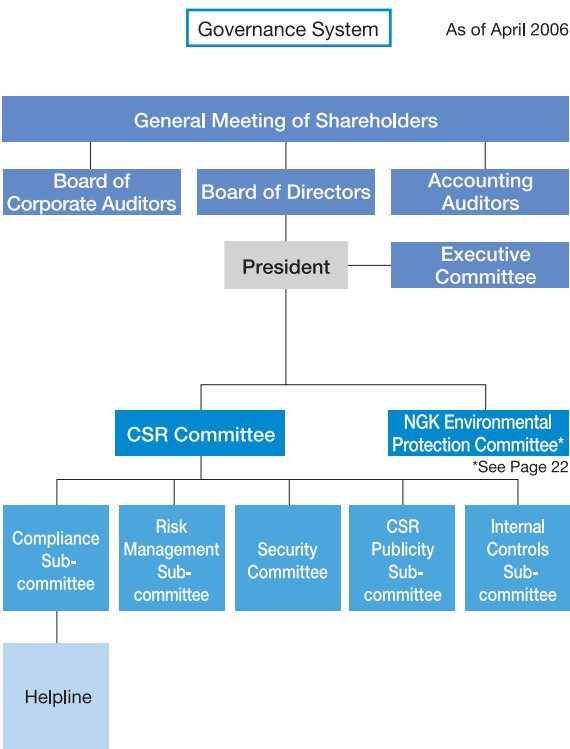 Governance System
As of April 2006
General Meeting of Shareholders
Board of
Corporate Auditors
Board of Directors
Accounting
Auditors
President
Executive
Committee
CSR Committee
NGK Environmental
Protection Committee*
*See Page 22
Compliance
Sub-
committee
Risk
Management
Sub-
committee
Security
Committee
CSR
Publicity
Sub-
committee
Internal
Controls
Sub-
committee
Helpline